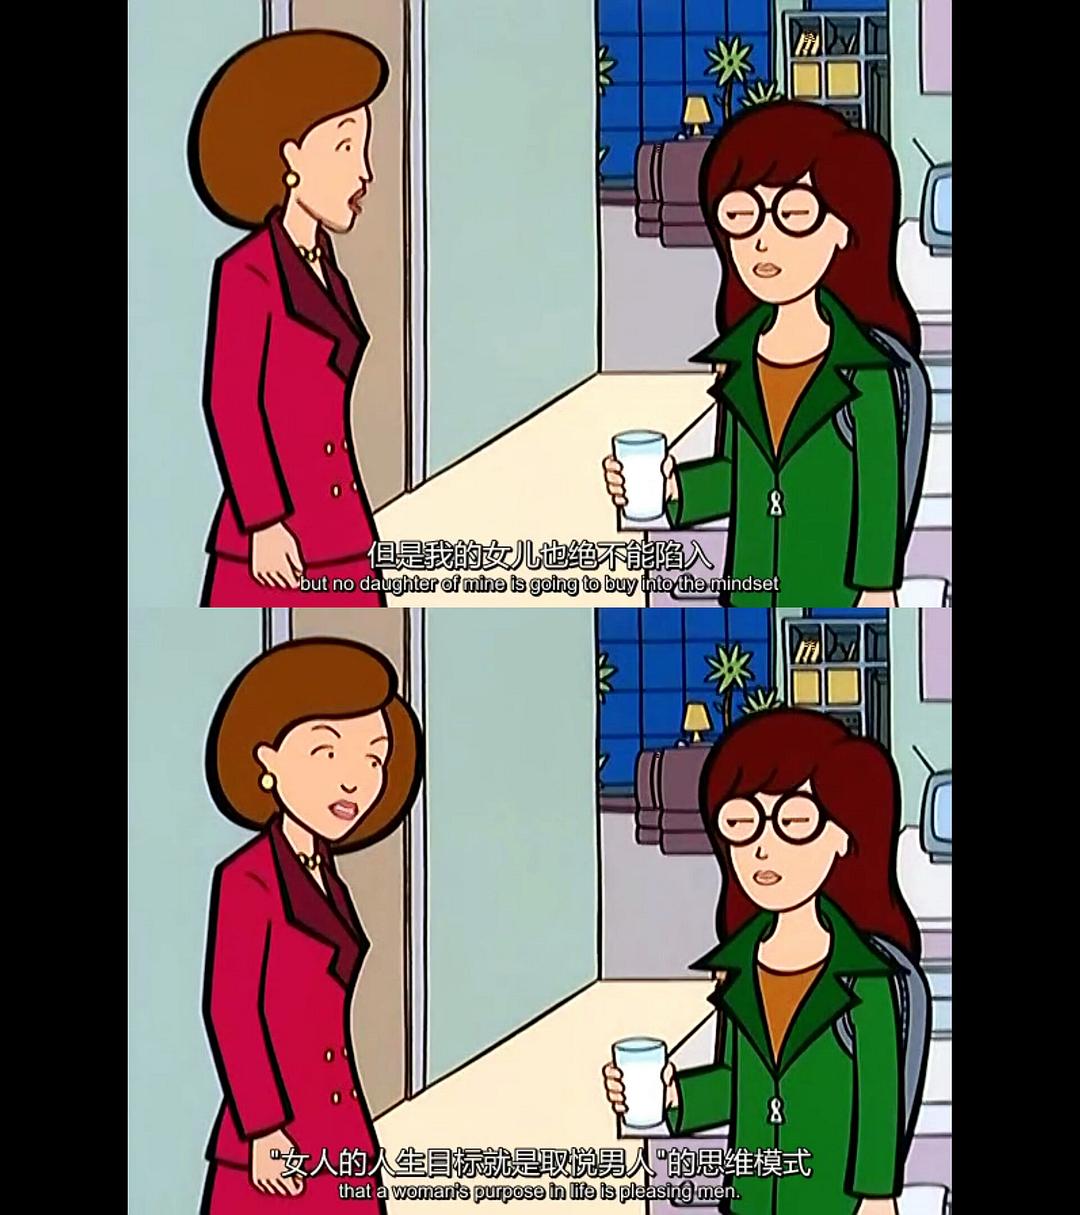 但是我的女儿也绝不能陷入
but no daughter of mine is going to buy into the mindset
"女人的人生目标就是取悦男人"的思维模式
that a woman's purpose in life is pleasing men.